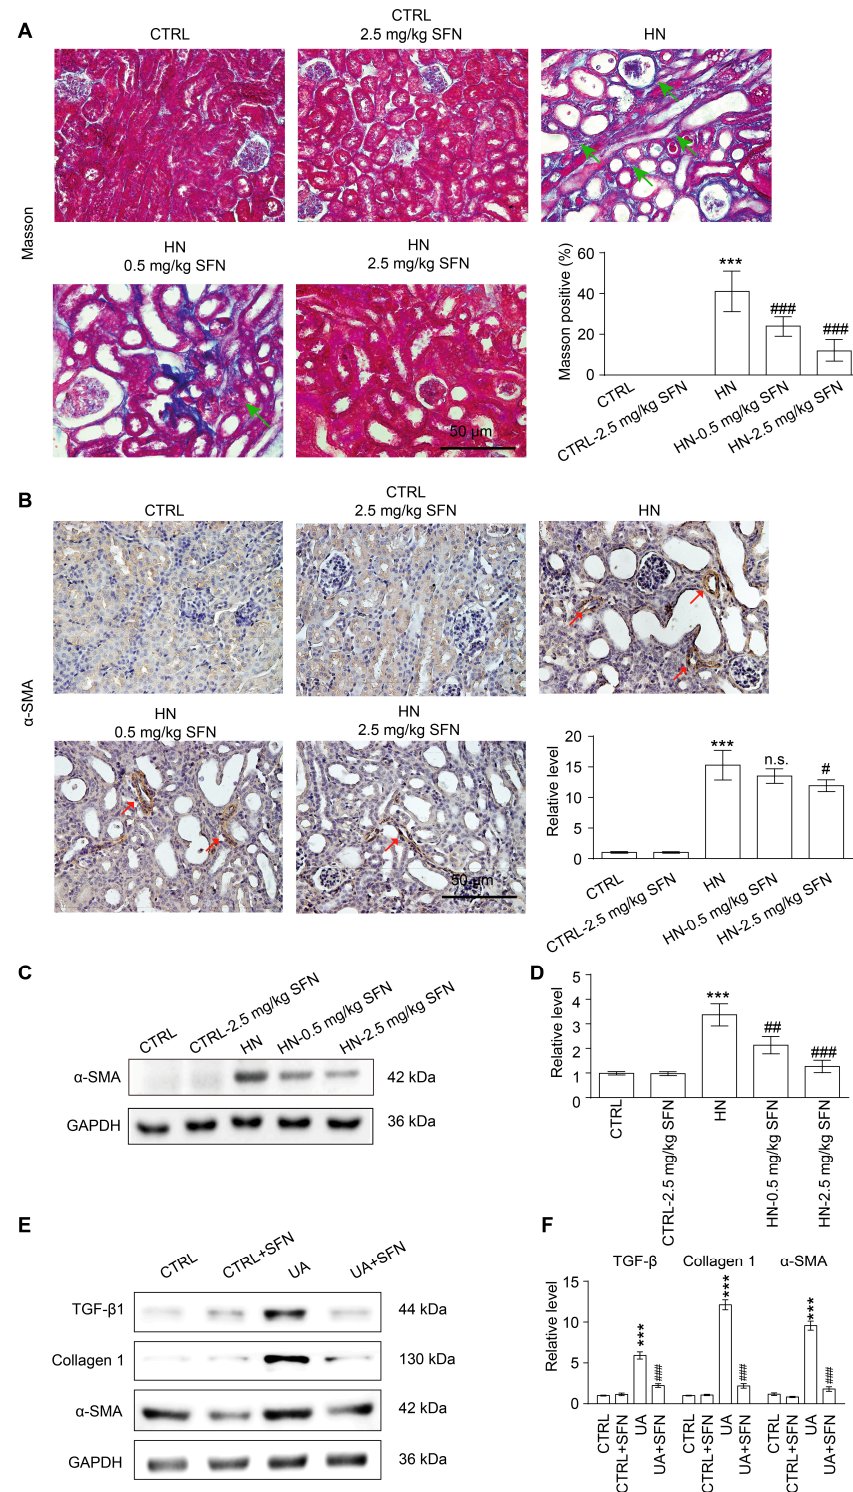 A
CTRL
CTRL
2.5 mg/kg SFN
HN
Masson
HN
0.5 mg/kg SFN
HN
2.5 mg/kg SFN
50 µm
Masson positive (%)
60
40
20
0
***
###
###
CTRL
CTRL-2.5 mg/kg SFN
HN
HN-0.5 mg/kg SFN
HN-2.5 mg/kg SFN
B
CTRL
CTRL
2.5 mg/kg SFN
HN
α-SMA
HN
0.5 mg/kg SFN
HN
2.5 mg/kg SFN
50 µm
Relative level
20
15
10
5
0
***
n.s.
#
CTRL
CTRL-2.5 mg/kg SFN
HN
HN-0.5 mg/kg SFN
HN-2.5 mg/kg SFN
C
CTRL
CTRL-2.5 mg/kg SFN
HN
HN-0.5 mg/kg SFN
HN-2.5 mg/kg SFN
α-SMA
42 kDa
GAPDH
36 kDa
D
Relative level
5
4
3
2
1
0
***
##
###
CTRL
CTRL-2.5 mg/kg SFN
HN
HN-0.5 mg/kg SFN
HN-2.5 mg/kg SFN
E
CTRL
CTRL+SFN
UA
UA+SFN
TGF-β1
44 kDa
Collagen 1
130 kDa
α-SMA
42 kDa
GAPDH
36 kDa
F
TGF-β
Collagen 1
α-SMA
Relative level
15
10
5
0
***
###
***
###
***
###
CTRL
CTRL+SFN
UA
UA+SFN
CTRL
CTRL+SFN
UA
UA+SFN
CTRL
CTRL+SFN
UA
UA+SFN